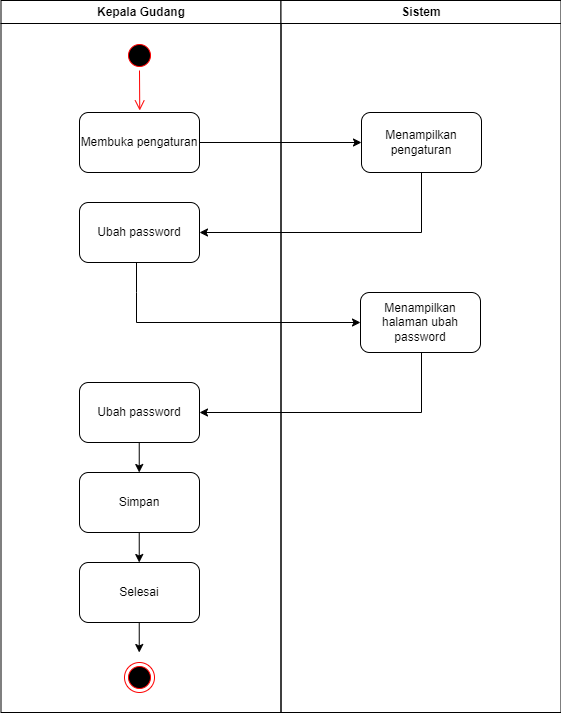 Kepala Gudang
Sistem
Membuka pengaturan
Menampilkan
pengaturan
Ubah password
Menampilkan
halaman ubah
password
Ubah password
Simpan
Selesai